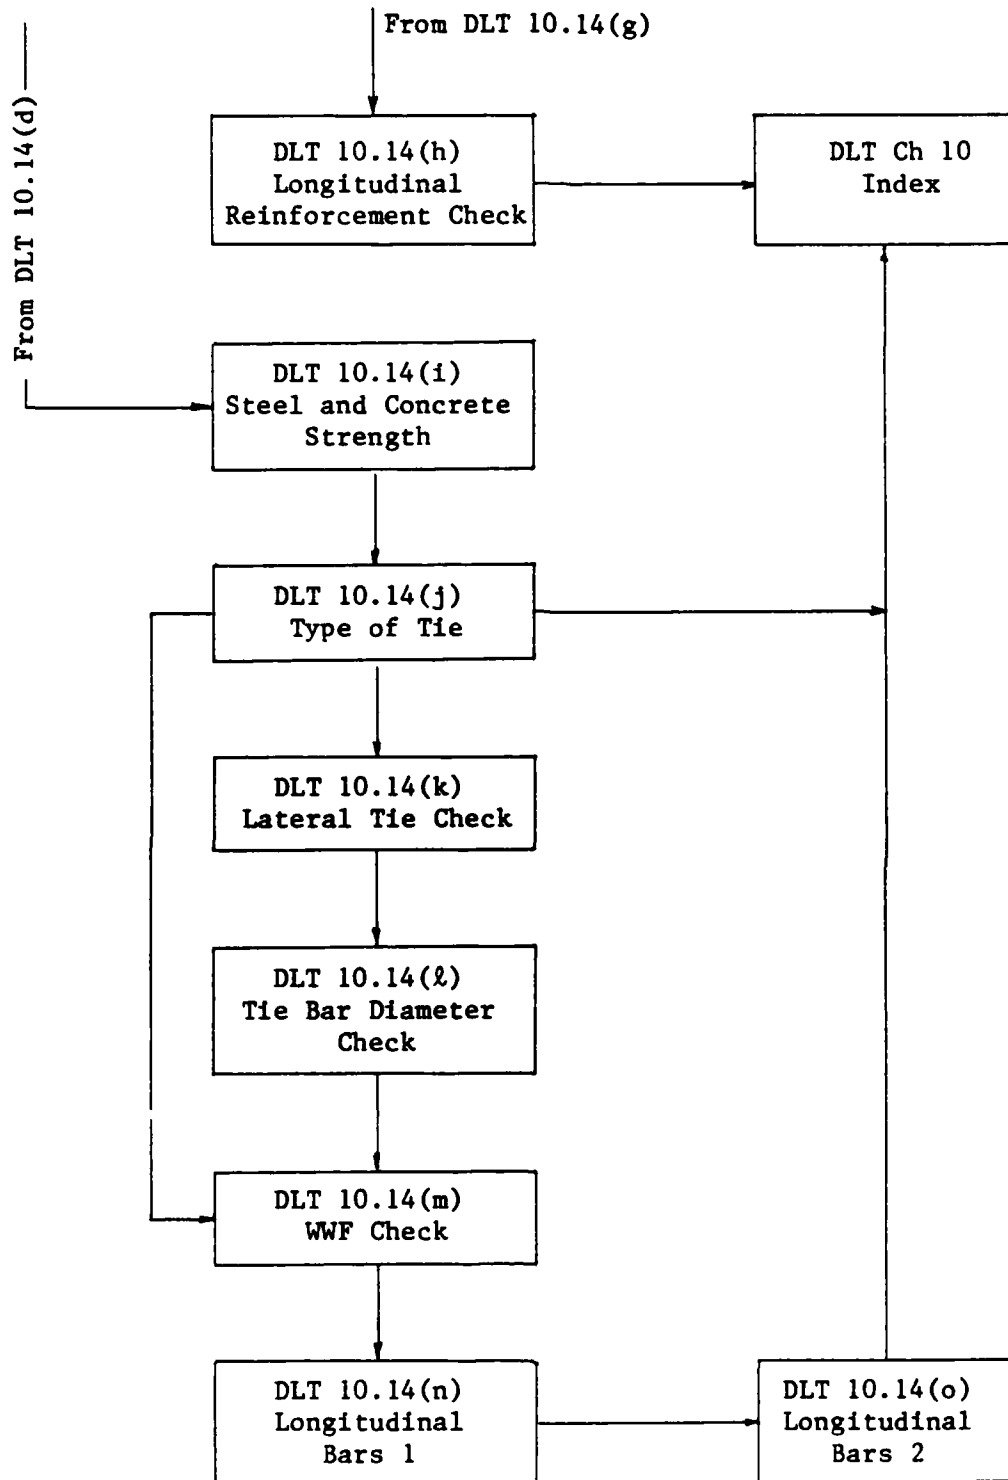 From DLT 10.14(g)
From DLT 10.14(d)
DLT 10.14(h)
Longitudinal
Reinforcement Check
DLT Ch 10
Index
DLT 10.14(i)
Steel and Concrete
Strength
DLT 10.14(j)
Type of Tie
DLT 10.14(k)
Lateral Tie Check
DLT 10.14(ℓ)
Tie Bar Diameter
Check
DLT 10.14(m)
WWF Check
DLT 10.14(n)
Longitudinal
Bars 1
DLT 10.14(o)
Longitudinal
Bars 2